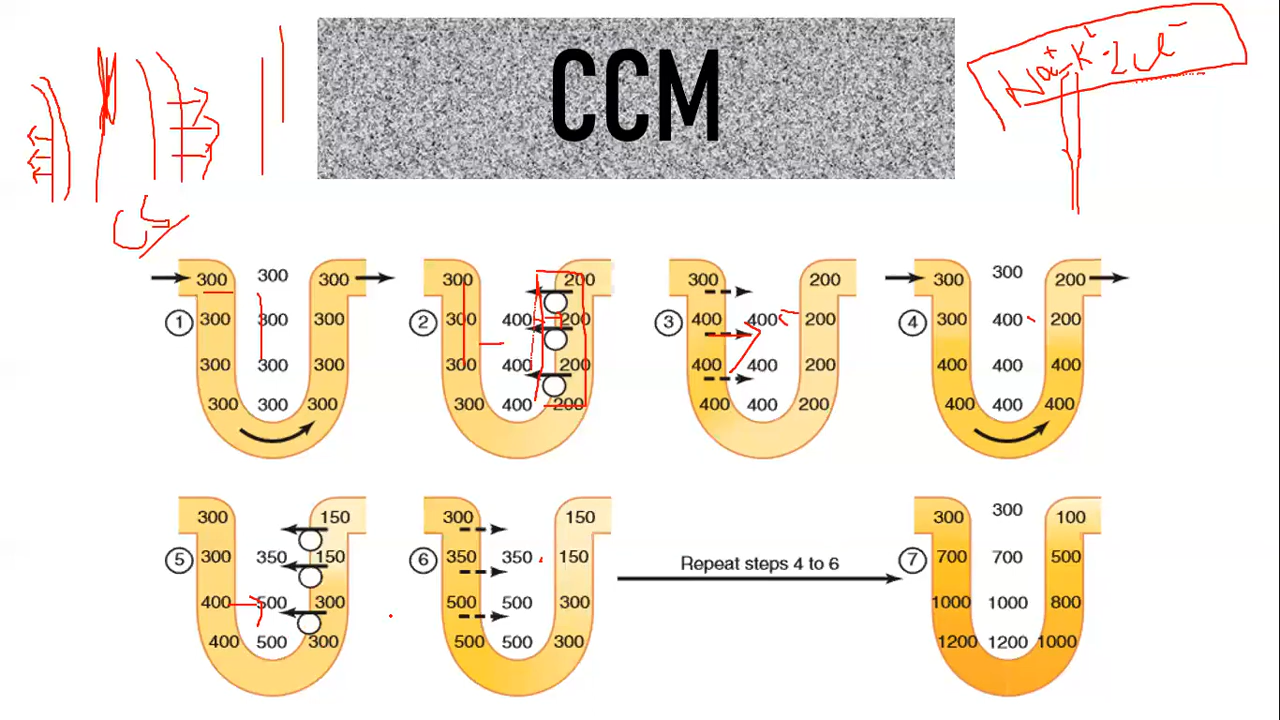 CCM
Na+-K+-2Cl-
300 300 300
① 300 300 300
300 300 300
300 300 300
300 200
② 300 400 200
300 400 200
300 400 200
300 200
③ 400 400 200
400 400 200
400 400 200
300 300 200
④ 300 400 200
400 400 400
400 400 400
300 150
⑤ 300 350 150
400 500 300
400 500 300
300 150
⑥ 350 350 150
500 500 300
500 500 300
Repeat steps 4 to 6
300 300 100
⑦ 700 700 500
1000 1000 800
1200 1200 1000